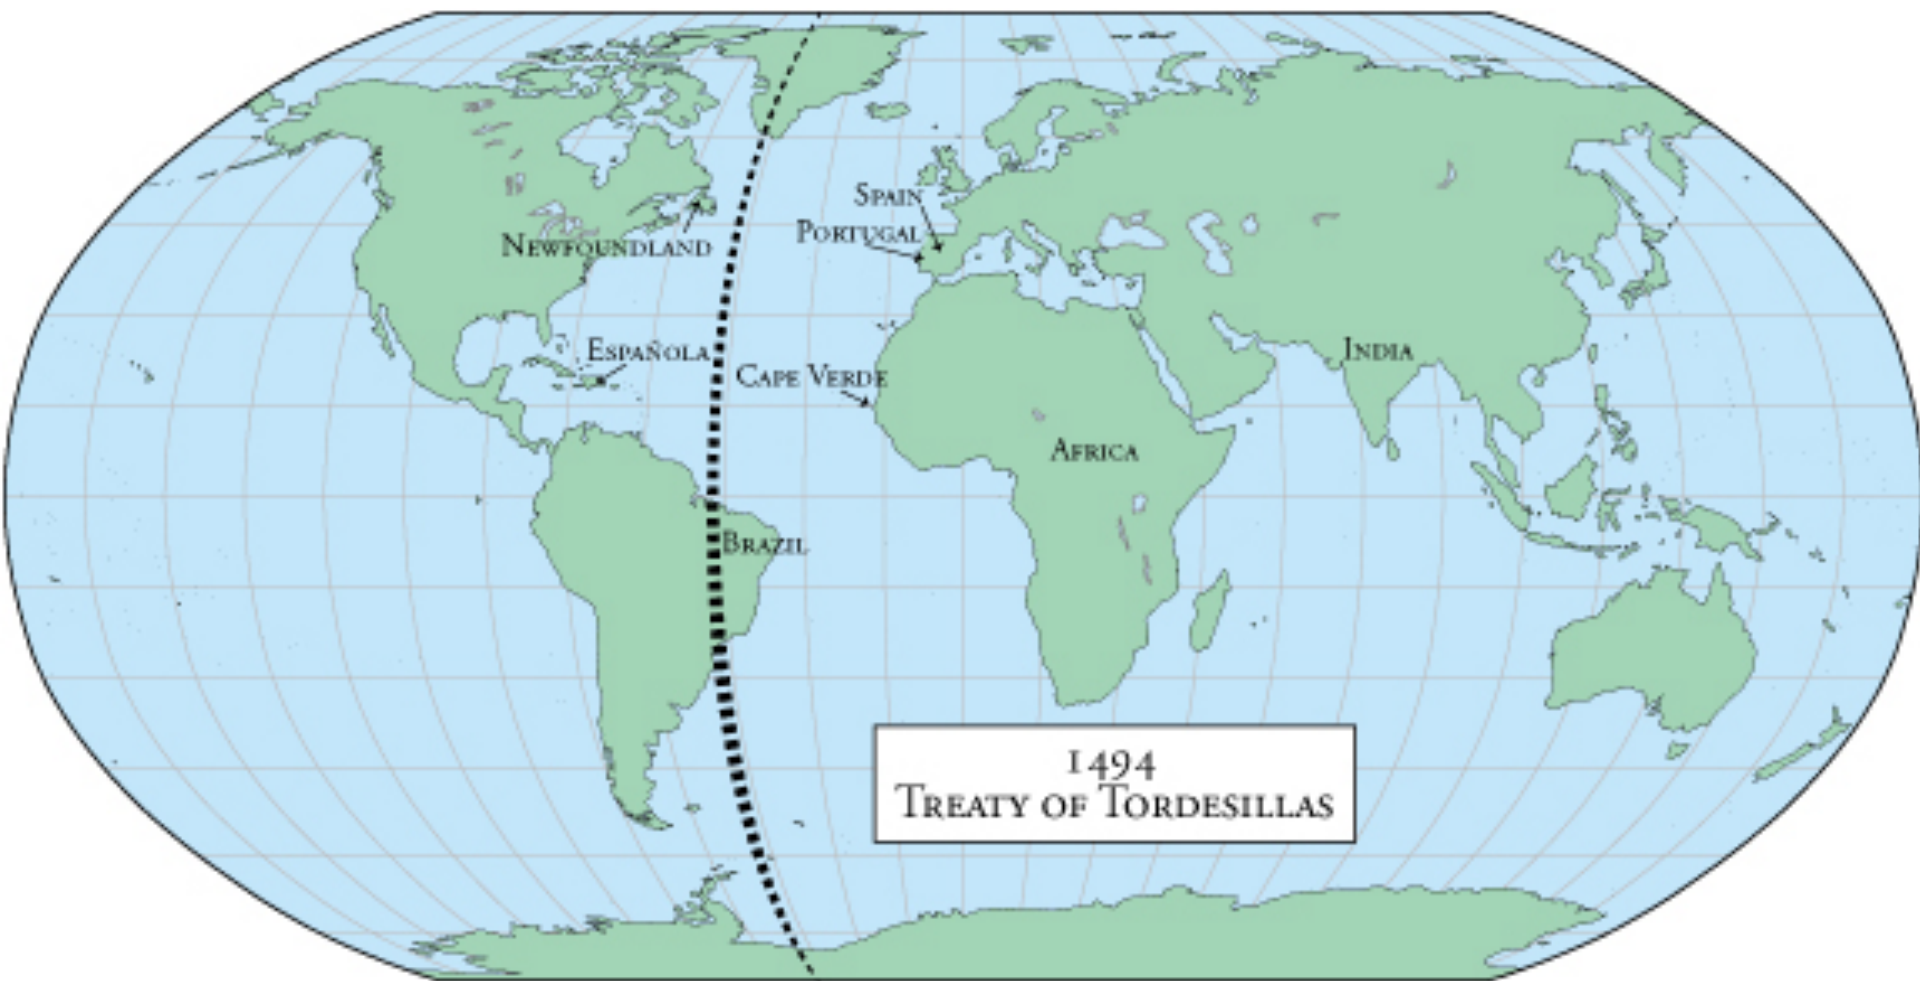 Spain
Portugal
Newfoundland
Española
Cape Verde
India
Africa
Brazil
1494
Treaty of Tordesillas